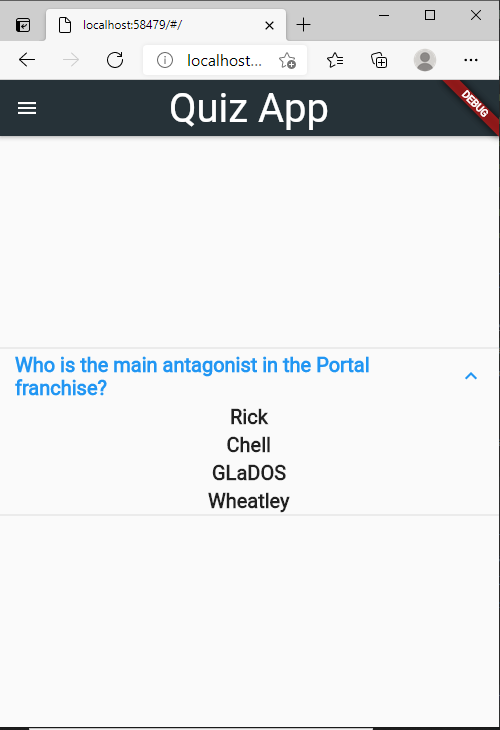 localhost:58479/#/
localhost...
Quiz App
DEBUG
Who is the main antagonist in the Portal
franchise?
Rick
Chell
GLaDOS
Wheatley